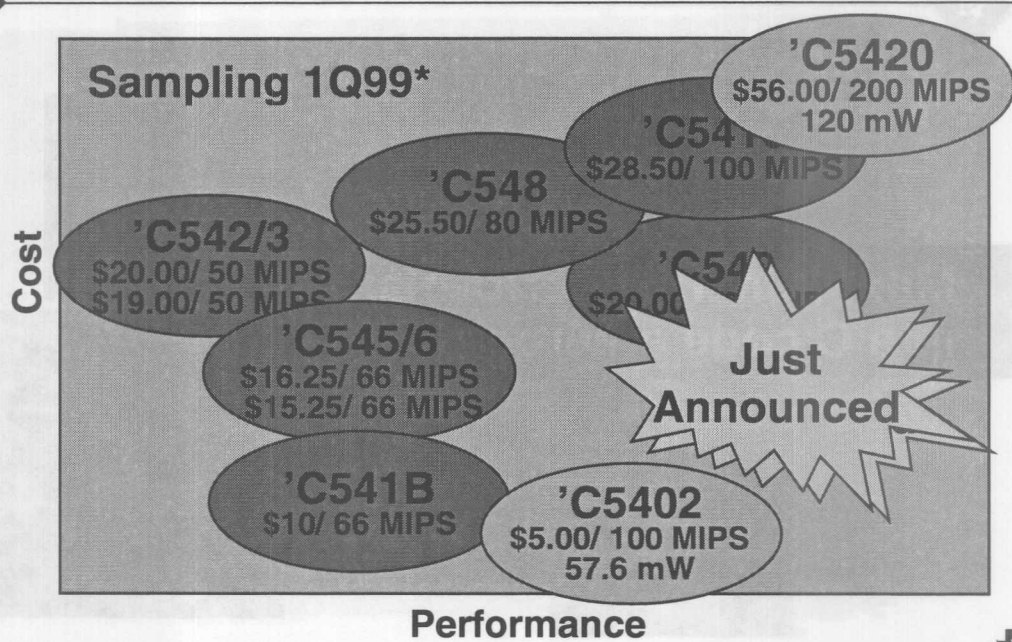 Sampling 1Q99*
'C5420
$56.00/ 200 MIPS
120 mW
$28.50/ 100 MIPS
'C548
$25.50/ 80 MIPS
'C542/3
$20.00/ 50 MIPS
$19.00/ 50 MIPS
$20.00
'C545/6
$16.25/ 66 MIPS
$15.25/ 66 MIPS
Just
Announced
'C541B
$10/ 66 MIPS
'C5402
$5.00/ 100 MIPS
57.6 mW
Cost
Performance